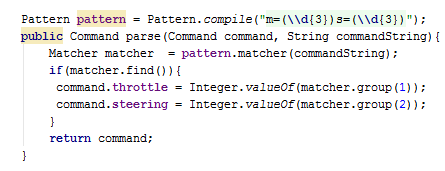 Pattern pattern = Pattern.compile("m=(\\d{3})s=(\\d{3})");
public Command parse(Command command, String commandString){
    Matcher matcher  = pattern.matcher(commandString);
    if(matcher.find()){
     command.throttle = Integer.valueOf(matcher.group(1));
     command.steering = Integer.valueOf(matcher.group(2));
    }
    return command;
}